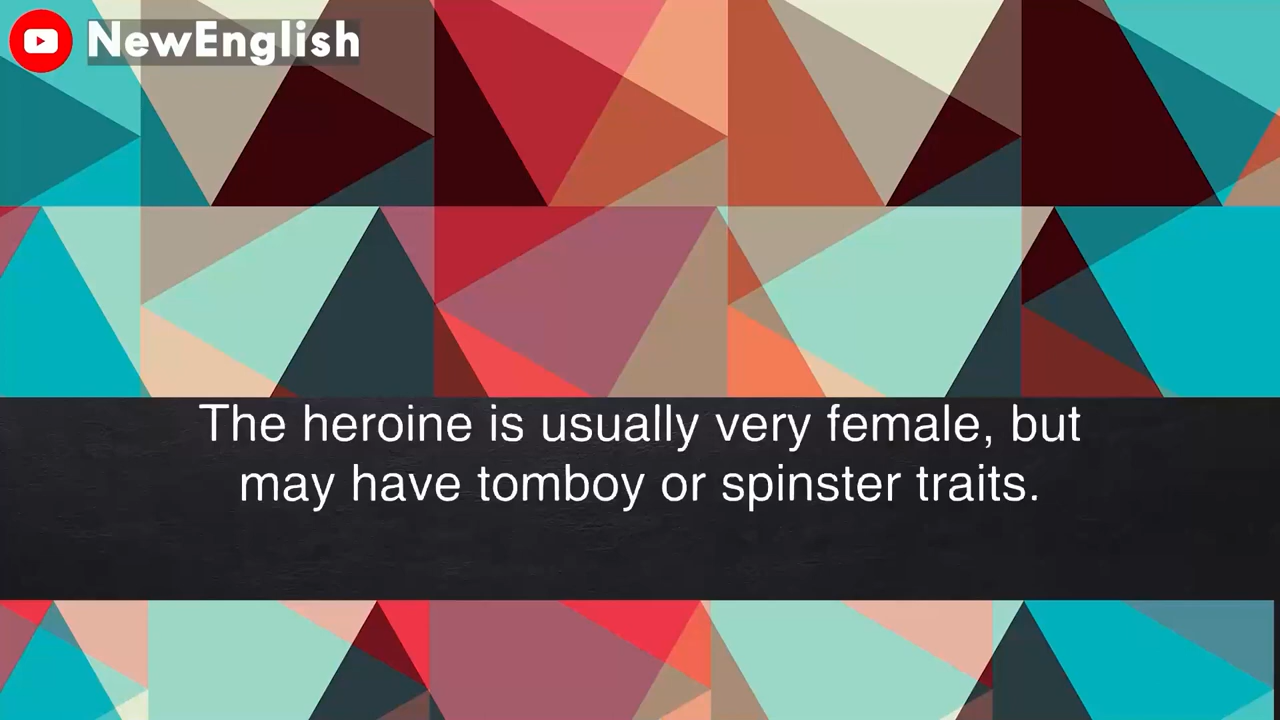 NewEnglish
The heroine is usually very female, but
may have tomboy or spinster traits.